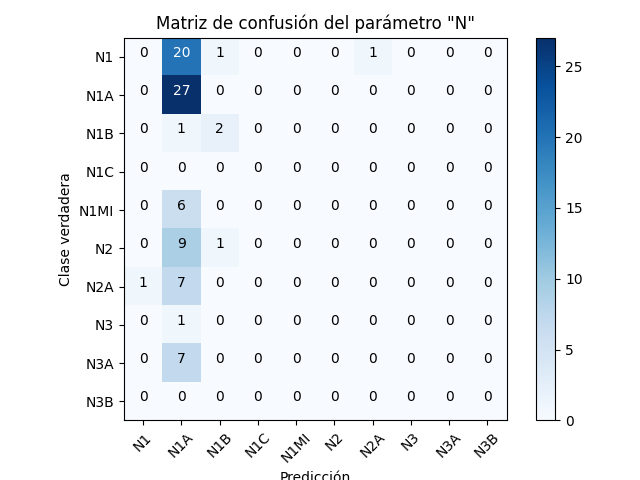 Matriz de confusión del parámetro "N"
Clase verdadera
N1 0 20 1 0 0 0 1 0 0 0
N1A 0 27 0 0 0 0 0 0 0 0
N1B 0 1 2 0 0 0 0 0 0 0
N1C 0 0 0 0 0 0 0 0 0 0
N1MI 0 6 0 0 0 0 0 0 0 0
N2 0 9 1 0 0 0 0 0 0 0
N2A 1 7 0 0 0 0 0 0 0 0
N3 0 1 0 0 0 0 0 0 0 0
N3A 0 7 0 0 0 0 0 0 0 0
N3B 0 0 0 0 0 0 0 0 0 0
N1 N1A N1B N1C N1MI N2 N2A N3 N3A N3B
Predicción
25
20
15
10
5
0